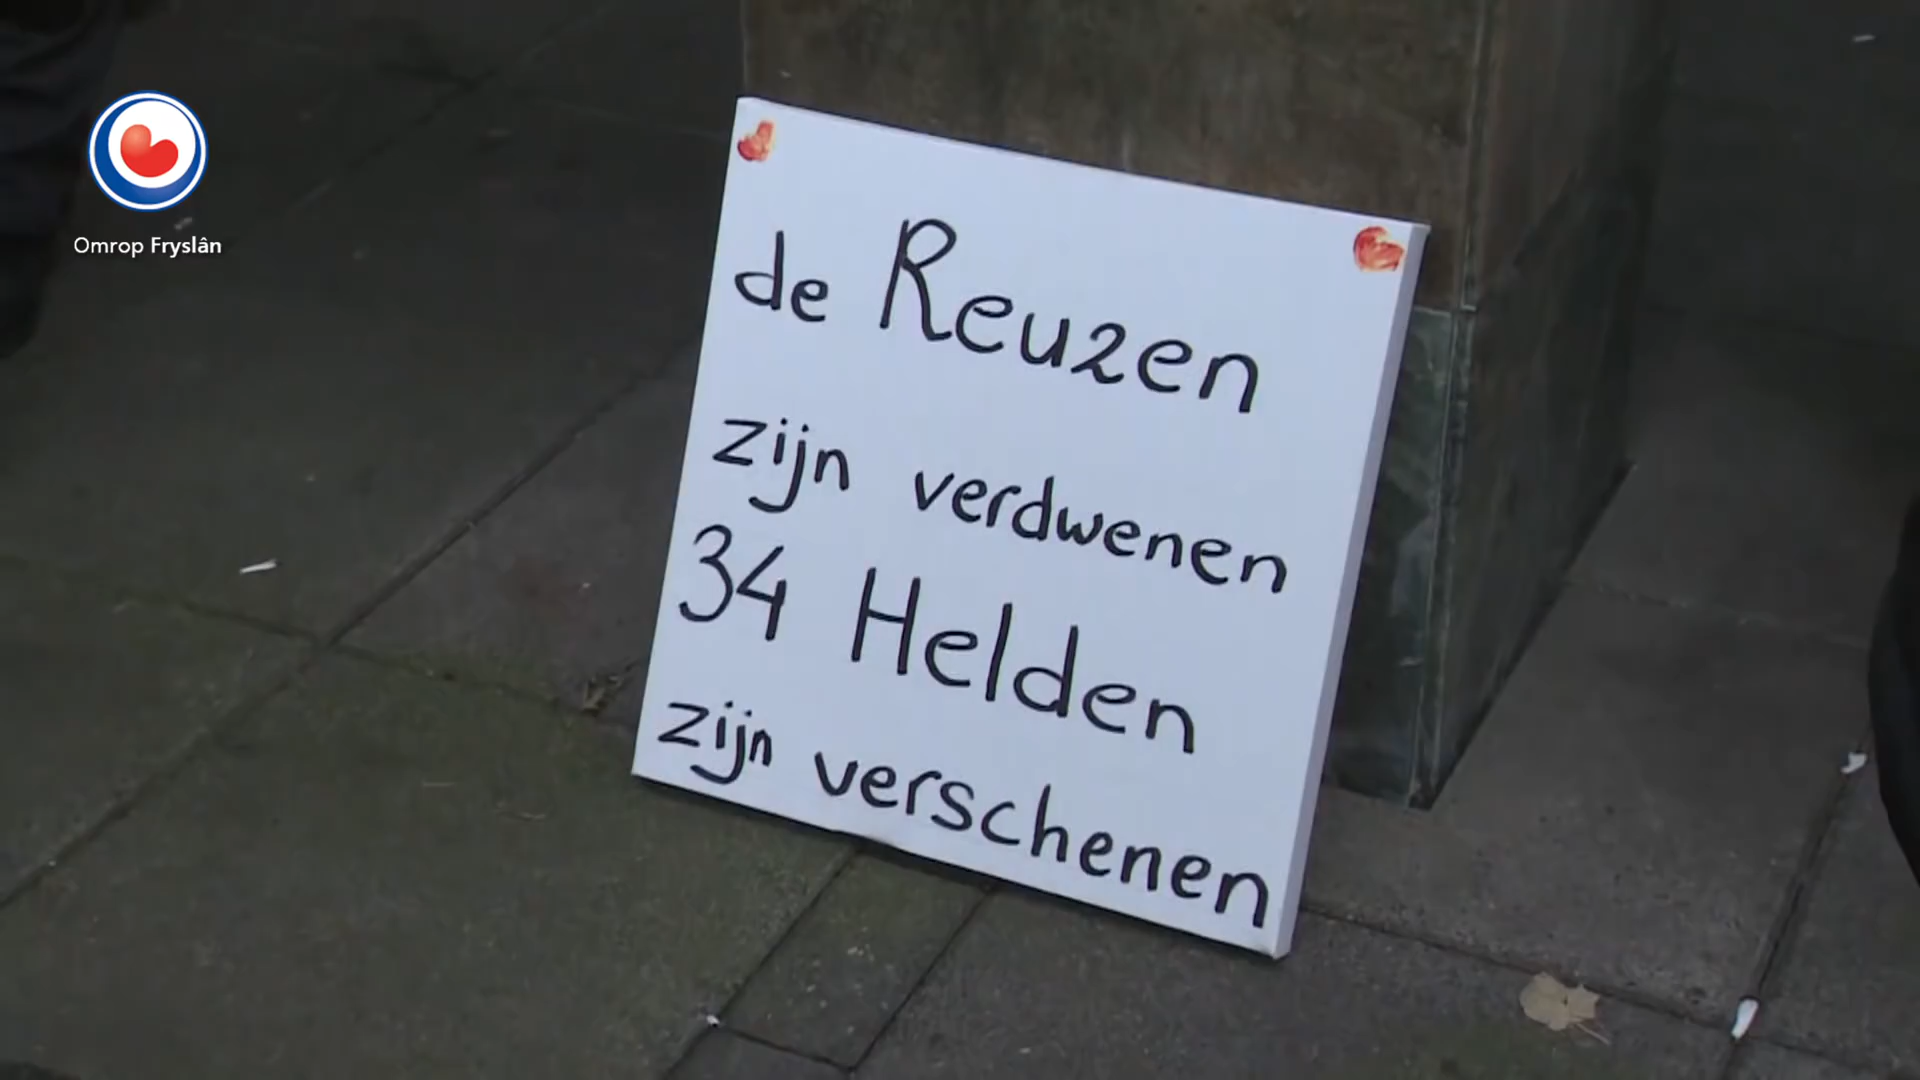 Omrop Fryslân
de Reuzen
zijn verdwenen
34 Helden
zijn verschenen